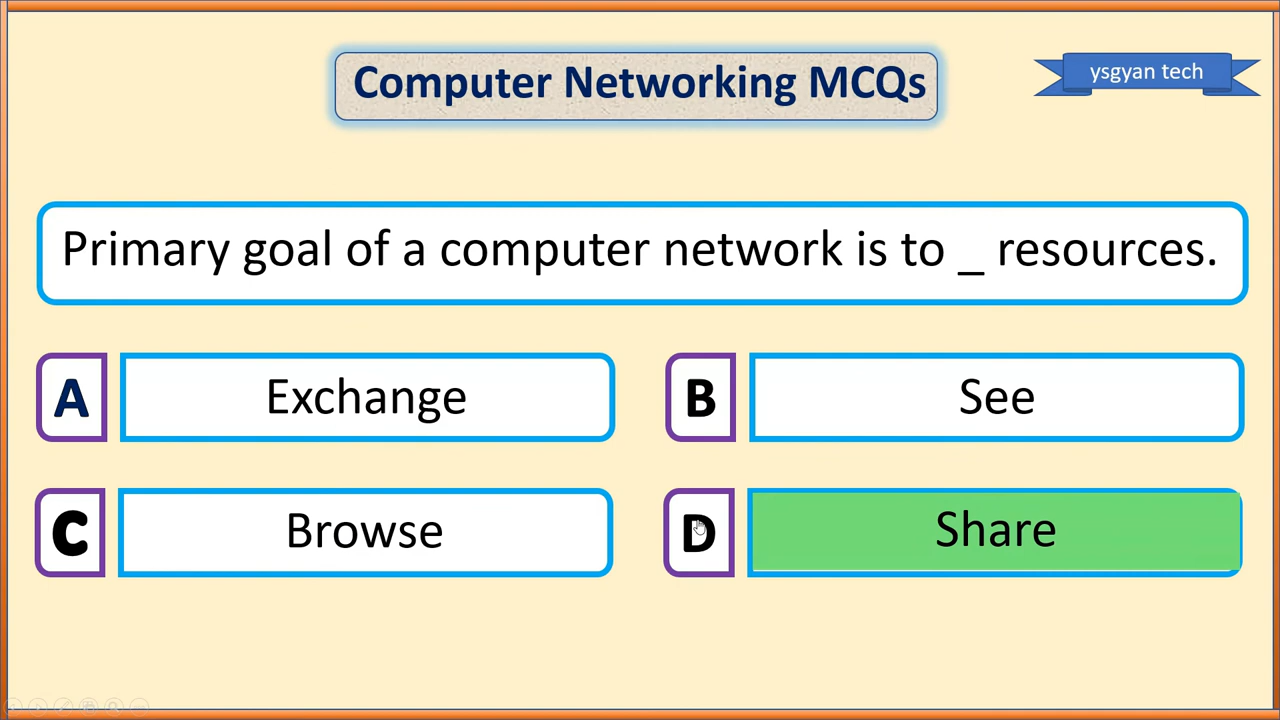 Computer Networking MCQs
ysgyan tech
Primary goal of a computer network is to _ resources.
A
Exchange
B
See
C
Browse
D
Share